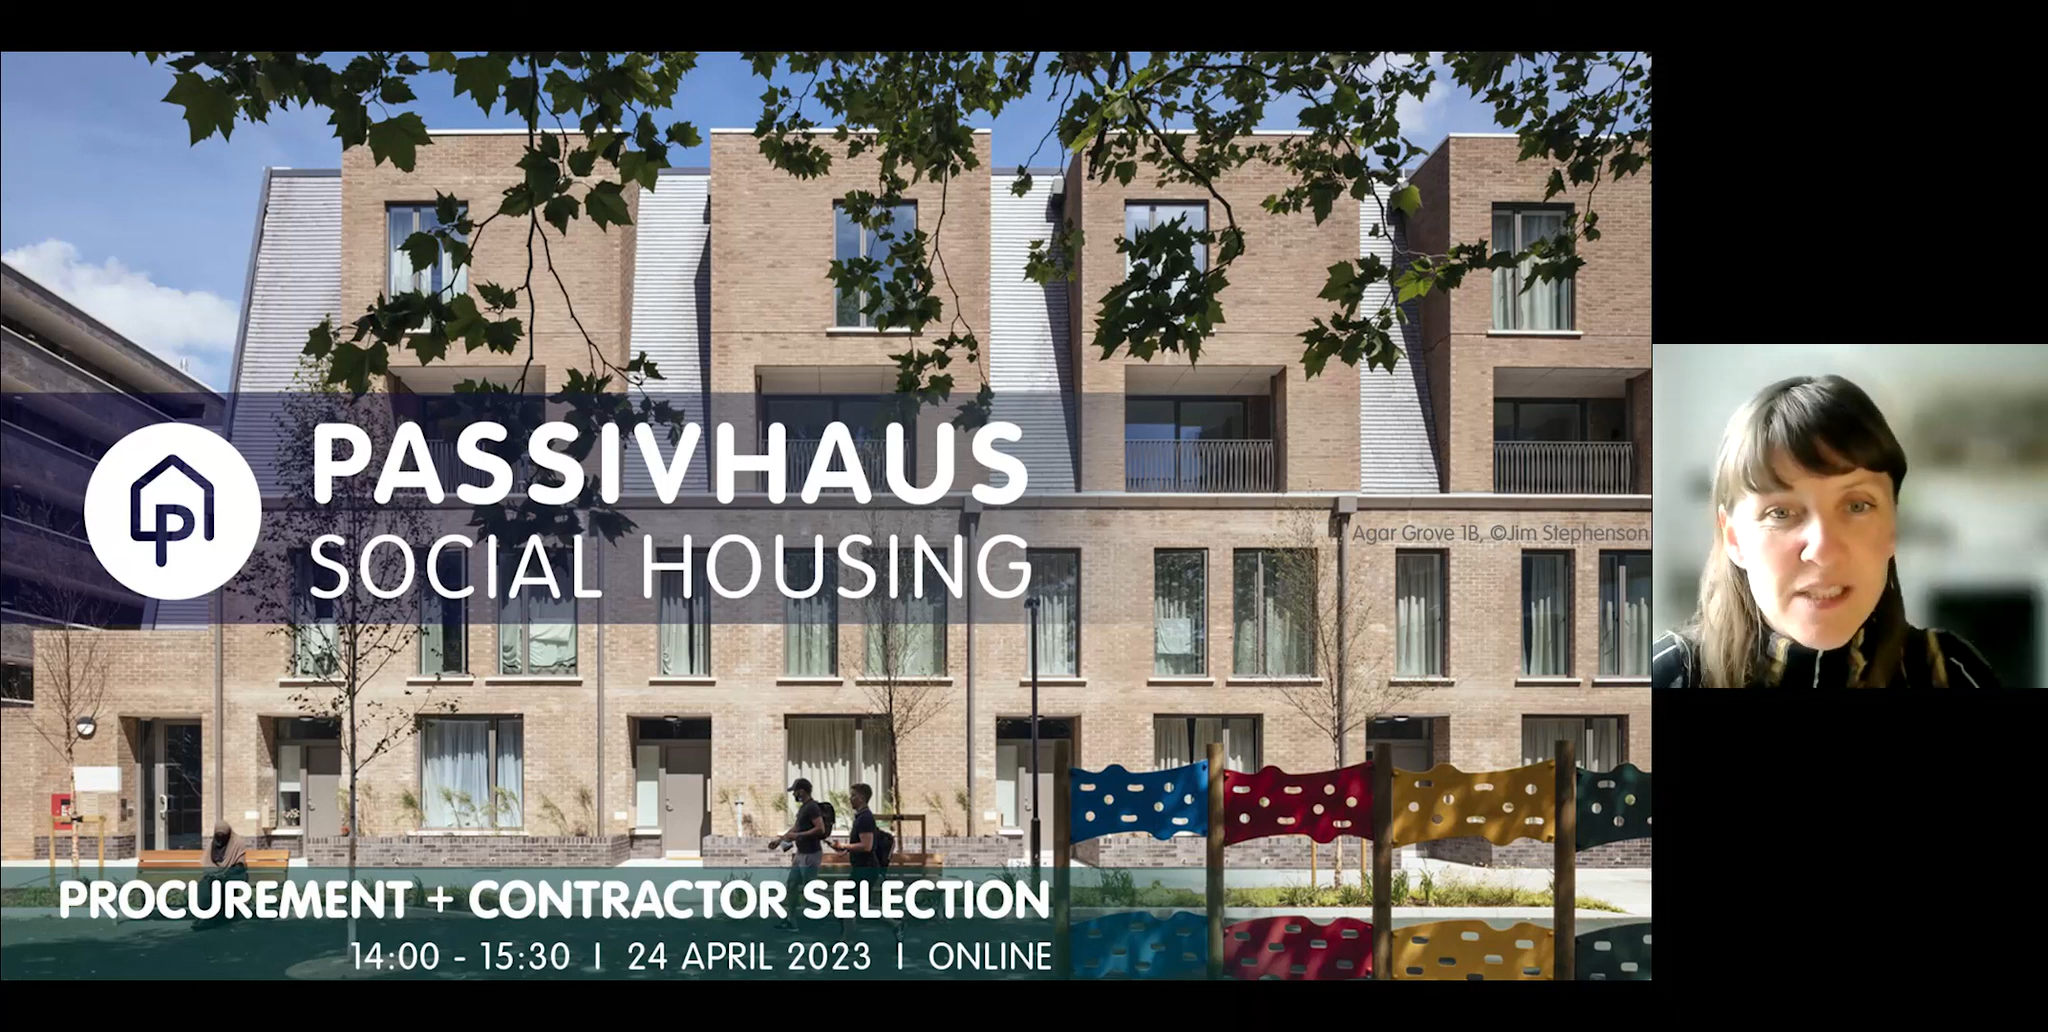 PASSIVHAUS
SOCIAL HOUSING
Agar Grove 1B, ©Jim Stephenson
PROCUREMENT + CONTRACTOR SELECTION
14:00 - 15:30 | 24 APRIL 2023 | ONLINE